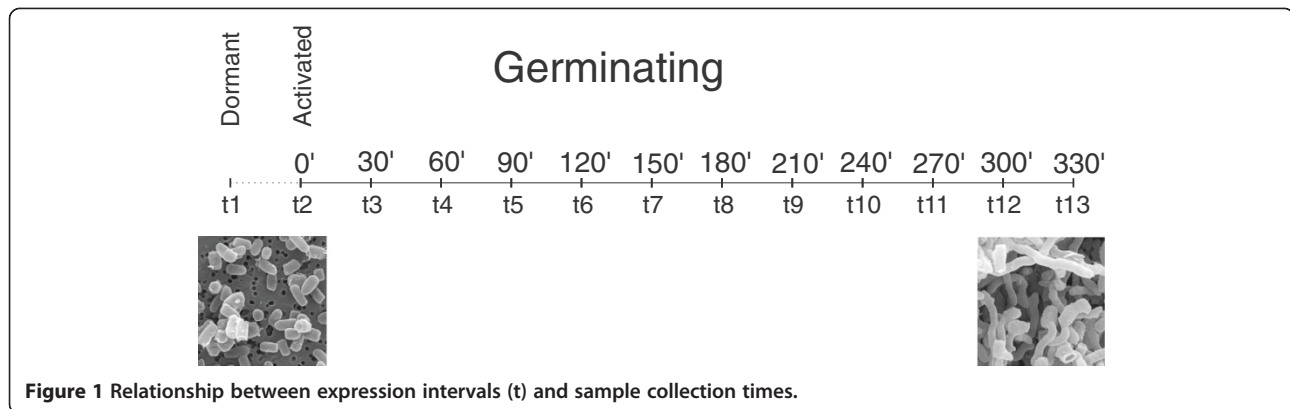 Dormant
Activated
Germinating
0' 30' 60' 90' 120' 150' 180' 210' 240' 270' 300' 330'
t1 t2 t3 t4 t5 t6 t7 t8 t9 t10 t11 t12 t13
Figure 1 Relationship between expression intervals (t) and sample collection times.